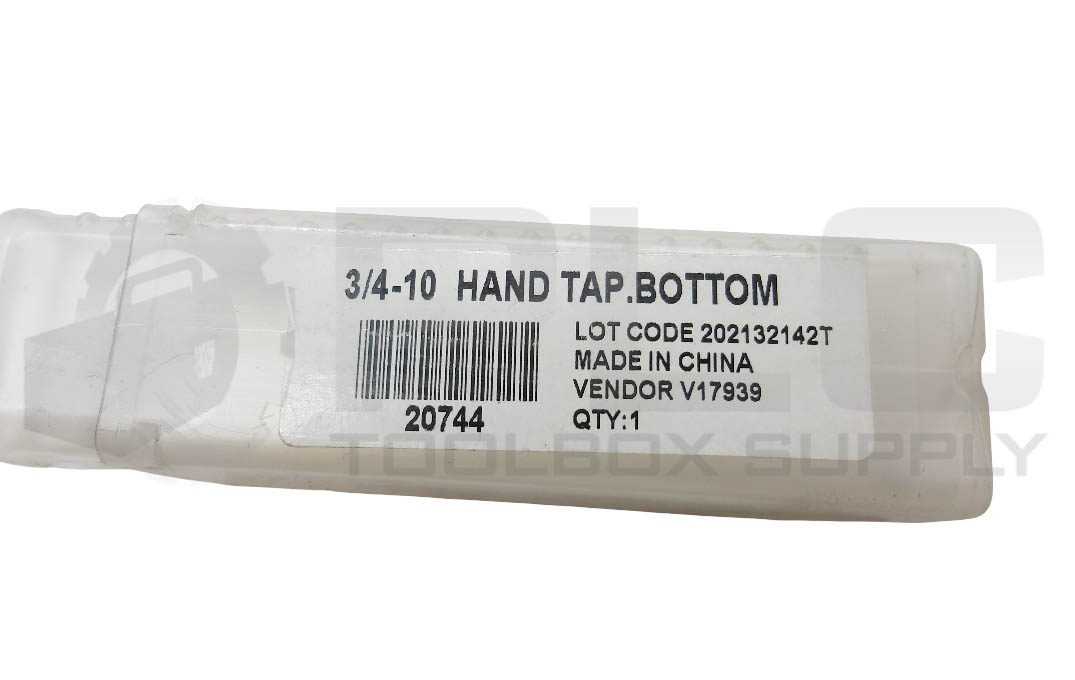 3/4-10 HAND TAP.BOTTOM
20744
LOT CODE 202132142T
MADE IN CHINA
VENDOR V17939
QTY:1
PLC
TOOLBOX SUPPLY